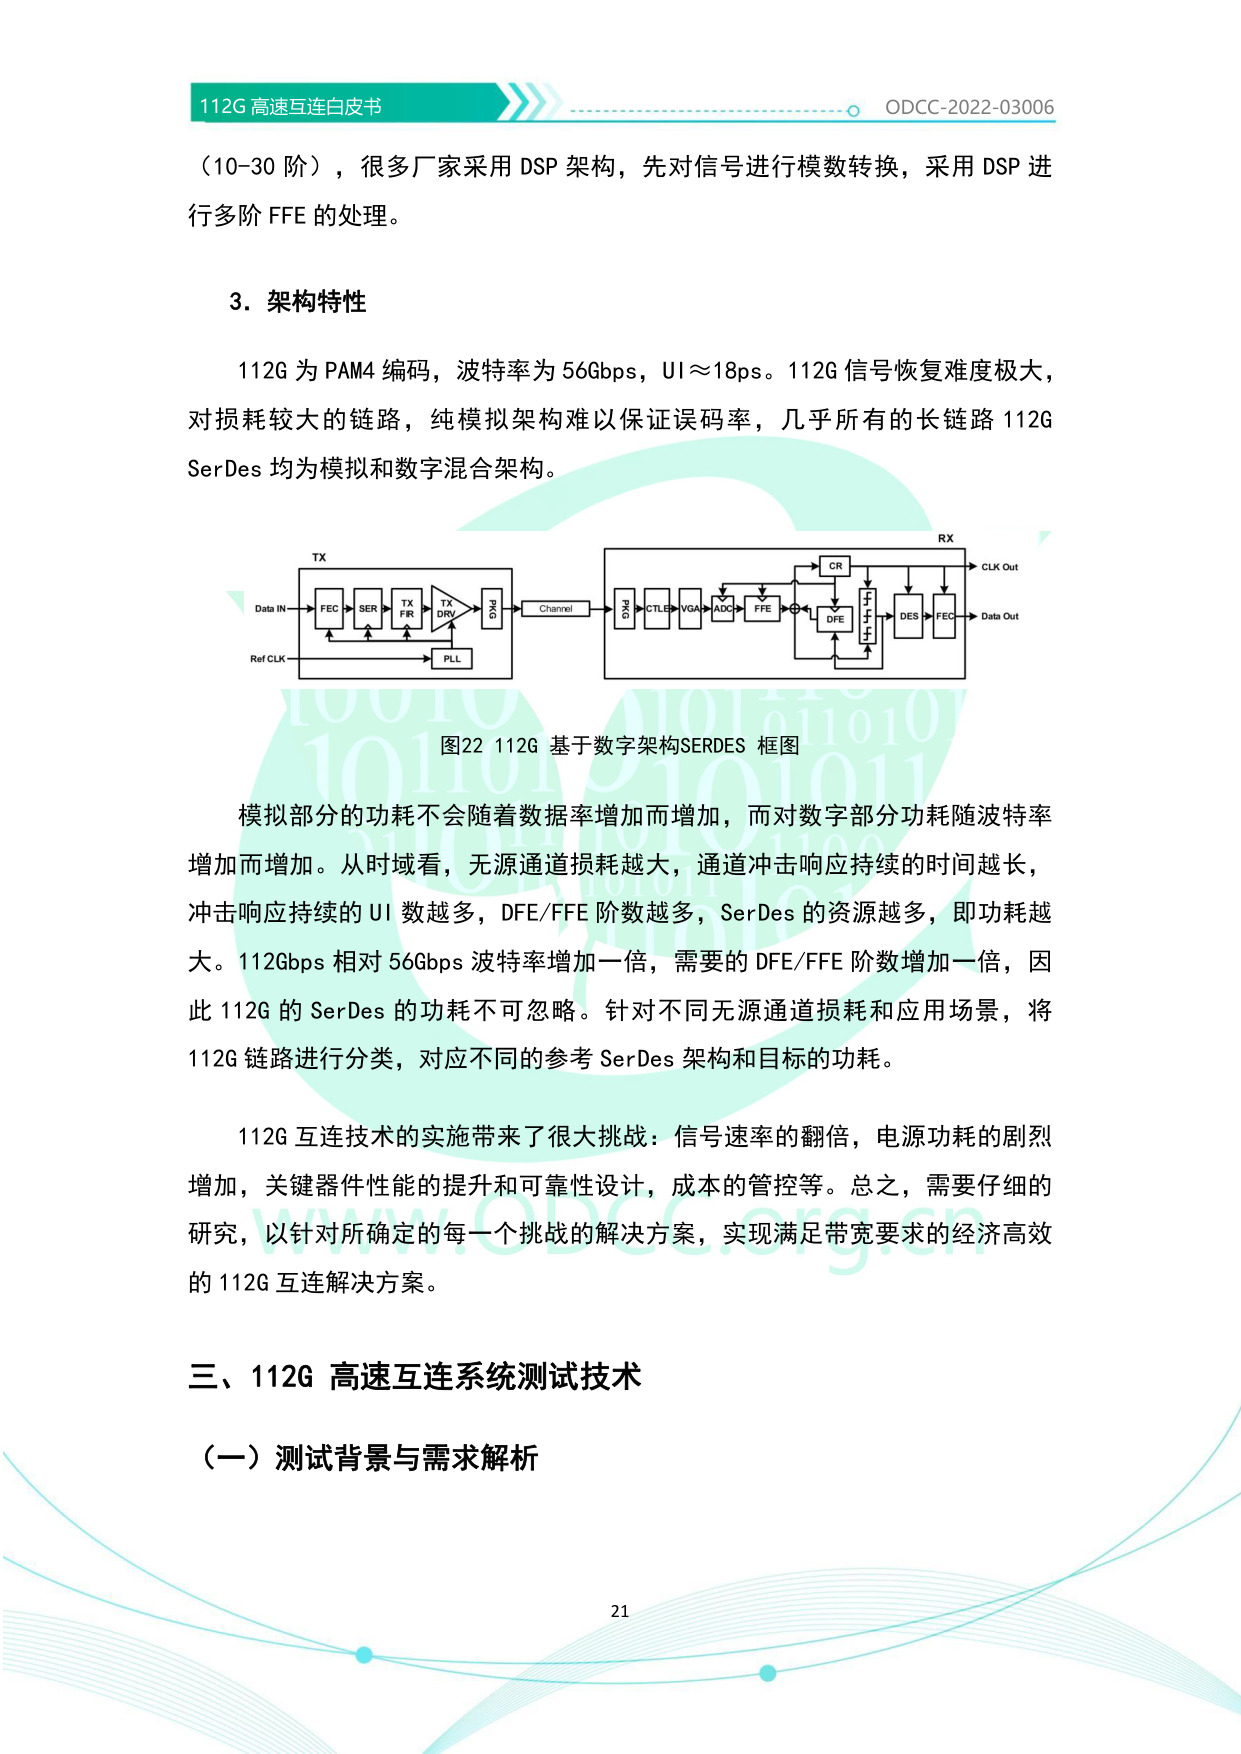 112G 高速互连白皮书
ODCC-2022-03006
（10-30 阶），很多厂家采用 DSP 架构，先对信号进行模数转换，采用 DSP 进
行多阶 FFE 的处理。
3. 架构特性
112G 为 PAM4 编码，波特率为 56Gbps，UI≈18ps。112G 信号恢复难度极大，
对损耗较大的链路，纯模拟架构难以保证误码率，几乎所有的长链路 112G
SerDes 均为模拟和数字混合架构。
TX
RX
Data IN
FEC
SER
TX FIR
TX DRV
PKG
Channel
PKG
CTLE
VGA
ADC
FFE
CR
DFE
DES
FEC
CLK Out
Data Out
Ref CLK
PLL
图22 112G 基于数字架构SERDES 框图
模拟部分的功耗不会随着数据率增加而增加，而对数字部分功耗随波特率
增加而增加。从时域看，无源通道损耗越大，通道冲击响应持续的时间越长，
冲击响应持续的 UI 数越多，DFE/FFE 阶数越多，SerDes 的资源越多，即功耗越
大。112Gbps 相对 56Gbps 波特率增加一倍，需要的 DFE/FFE 阶数增加一倍，因
此 112G 的 SerDes 的功耗不可忽略。针对不同无源通道损耗和应用场景，将
112G 链路进行分类，对应不同的参考 SerDes 架构和目标的功耗。
112G 互连技术的实施带来了很大挑战：信号速率的翻倍，电源功耗的剧烈
增加，关键器件性能的提升和可靠性设计，成本的管控等。总之，需要仔细的
研究，以针对所确定的每一个挑战的解决方案，实现满足带宽要求的经济高效
的 112G 互连解决方案。
www.ODCC.org.cn
三、112G 高速互连系统测试技术
（一）测试背景与需求解析
21